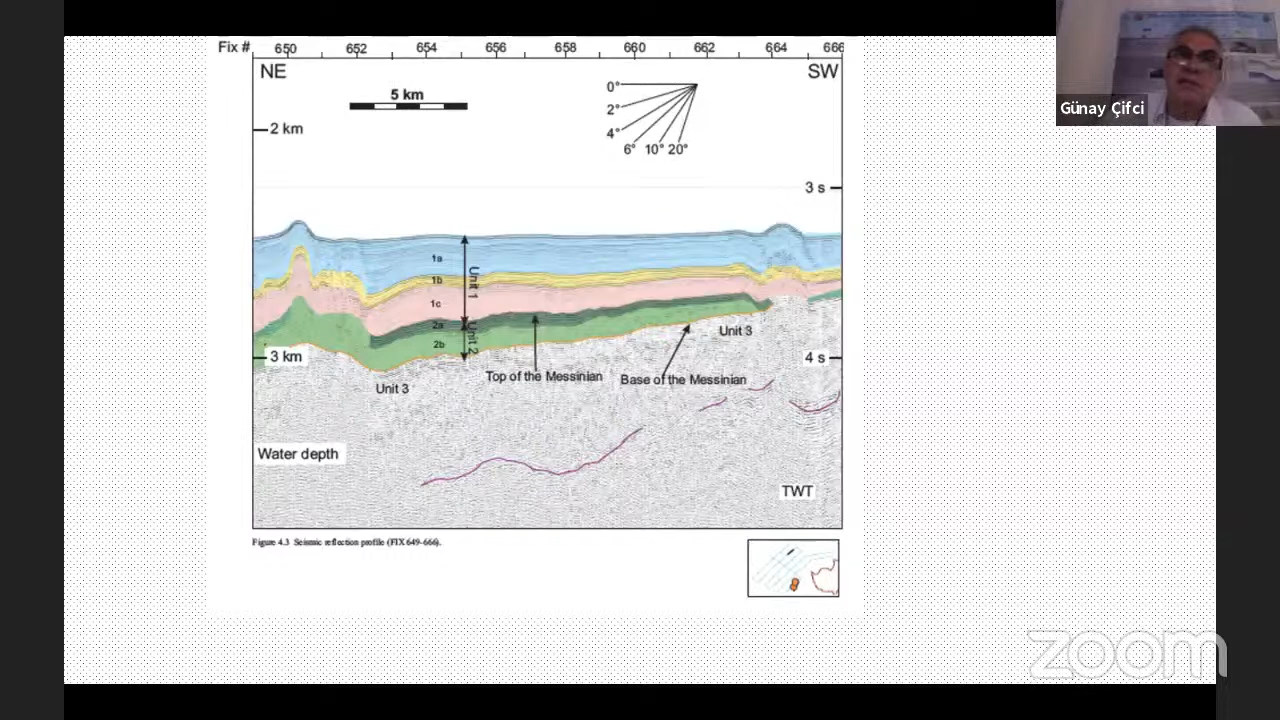 Fix # 650 652 654 656 658 660 662 664 666
NE
SW
Günay Çifci
5 km
0°
2°
4°
6° 10° 20°
2 km
3 s
1a
1b
1c
Unit 1
2a
2b
Unit 2
Unit 3
3 km
4 s
Top of the Messinian
Base of the Messinian
Unit 3
Water depth
TWT
Figure 4.3 Seismic reflection profile (FIX 649-666).
zoom